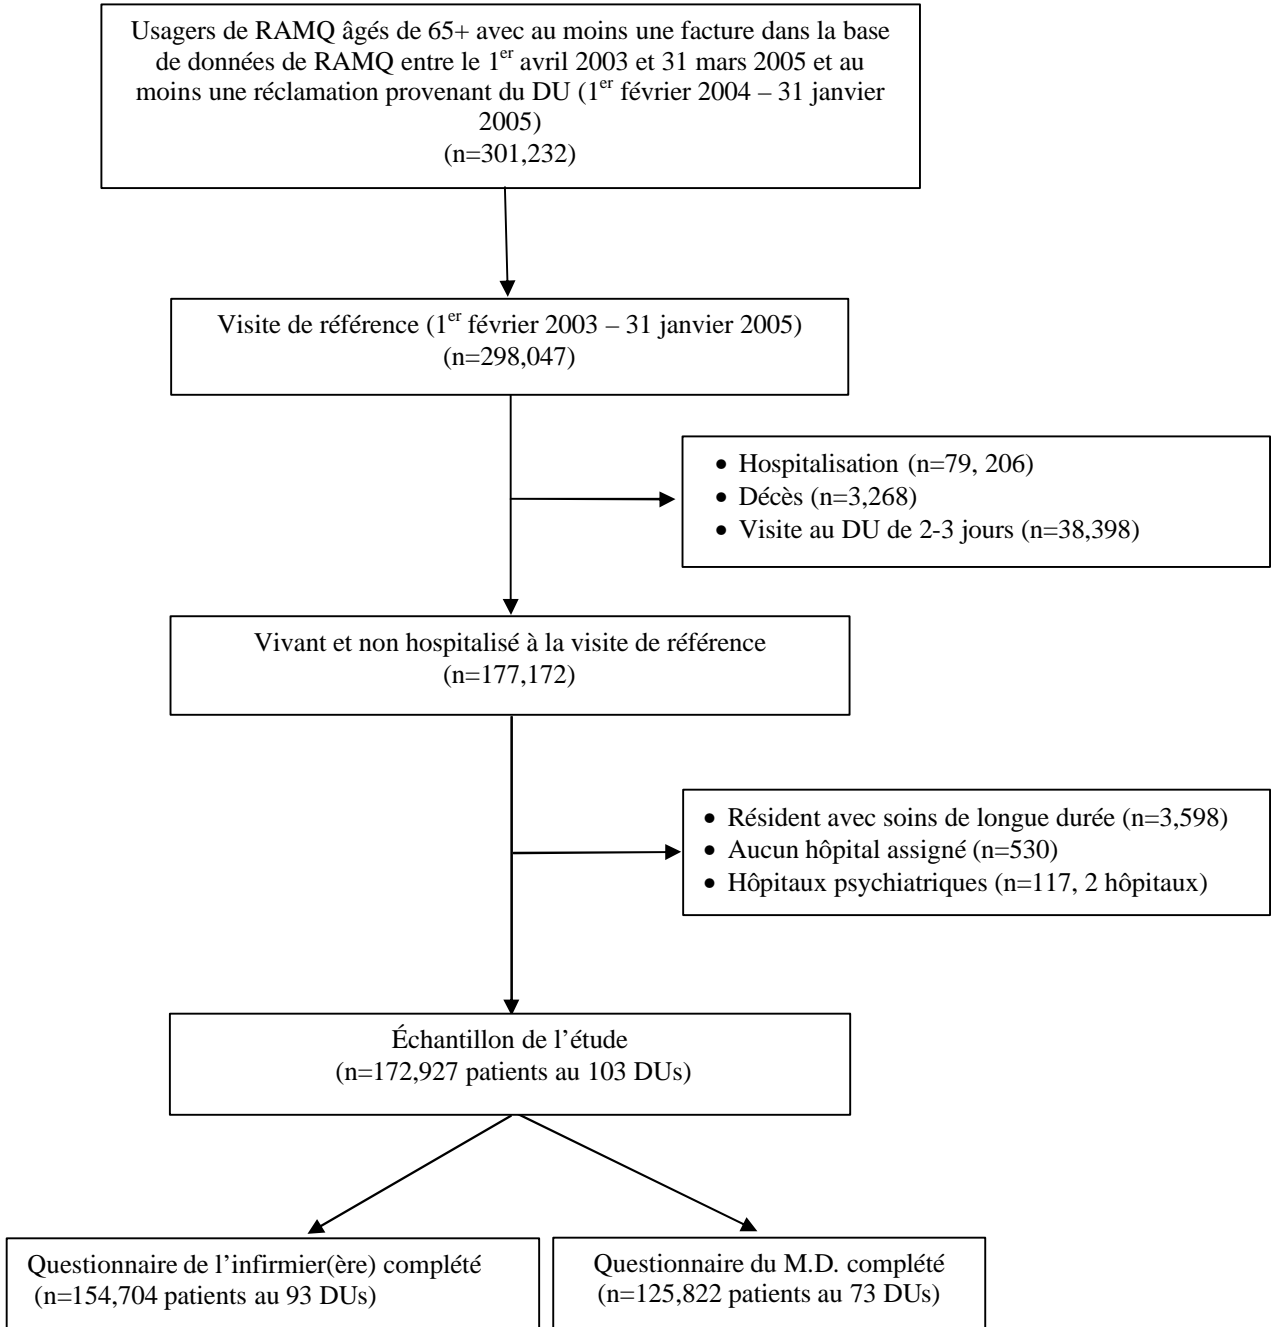 Usagers de RAMQ âgés de 65+ avec au moins une facture dans la base
de données de RAMQ entre le 1er avril 2003 et 31 mars 2005 et au
moins une réclamation provenant du DU (1er février 2004 – 31 janvier
2005)
(n=301,232)
Visite de référence (1er février 2003 – 31 janvier 2005)
(n=298,047)
• Hospitalisation (n=79, 206)
• Décès (n=3,268)
• Visite au DU de 2-3 jours (n=38,398)
Vivant et non hospitalisé à la visite de référence
(n=177,172)
• Résident avec soins de longue durée (n=3,598)
• Aucun hôpital assigné (n=530)
• Hôpitaux psychiatriques (n=117, 2 hôpitaux)
Échantillon de l’étude
(n=172,927 patients au 103 DUs)
Questionnaire de l’infirmier(ère) complété
(n=154,704 patients au 93 DUs)
Questionnaire du M.D. complété
(n=125,822 patients au 73 DUs)